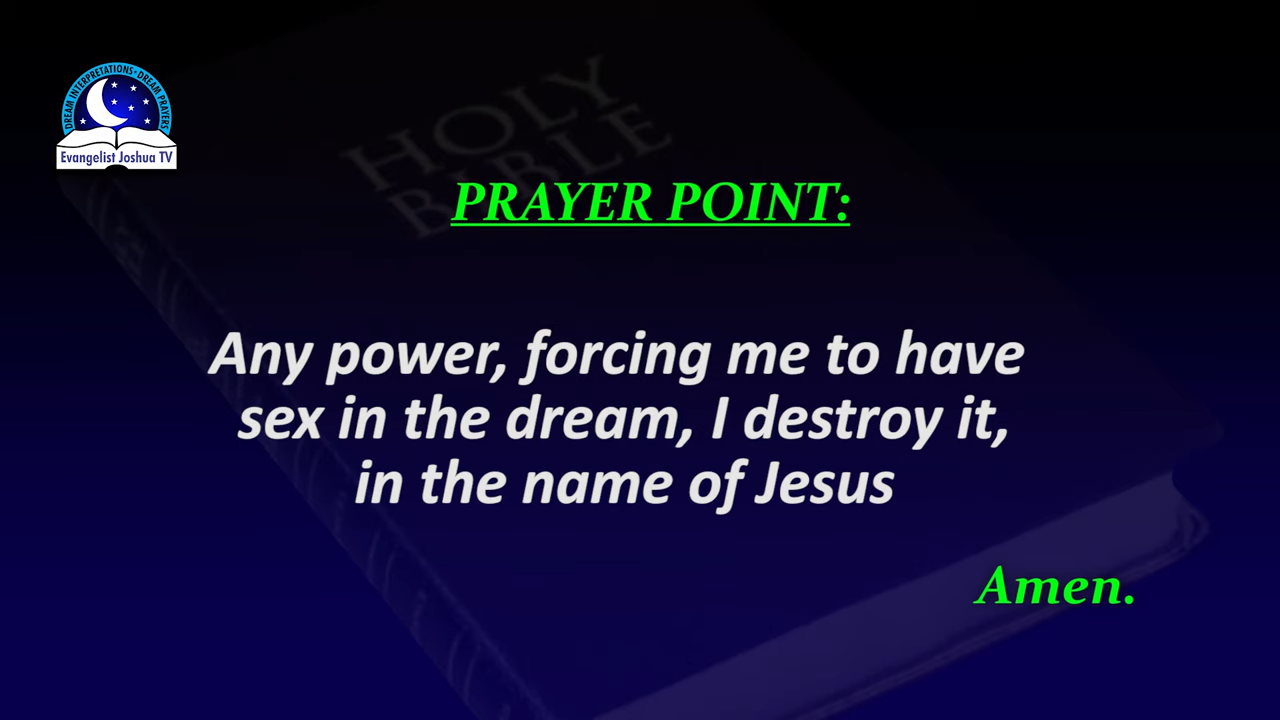 DREAM INTERPRETATIONS • DREAM PRAYERS
Evangelist Joshua TV
HOLY
BIBLE
PRAYER POINT:
Any power, forcing me to have
sex in the dream, I destroy it,
in the name of Jesus
Amen.